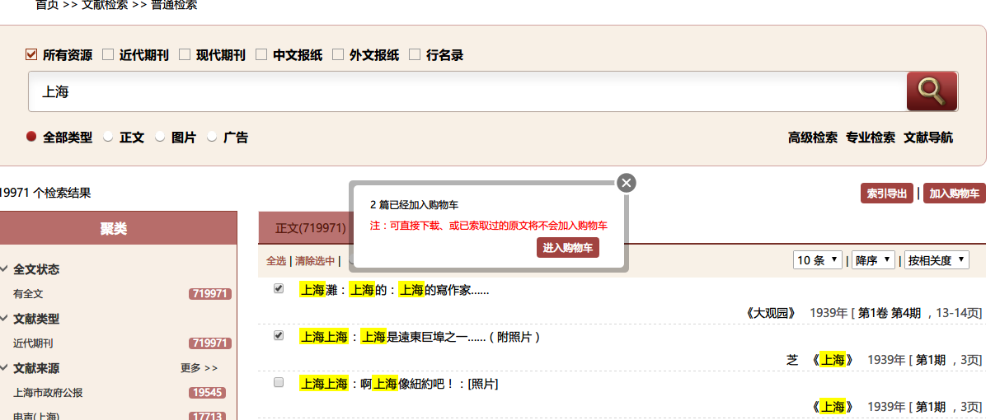 首页 >> 文献检索 >> 普通检索
所有资源 近代期刊 现代期刊 中文报纸 外文报纸 行名录
上海
全部类型 正文 图片 广告
高级检索 专业检索 文献导航
19971 个检索结果
索引导出 | 加入购物车
2 篇已经加入购物车
注：可直接下载、或已索取过的原文将不会加入购物车
进入购物车
聚类
正文(719971)
全文状态
全选 | 清除选中 |
10 条 | 降序 | 按相关度
有全文 719971
上海灘：上海的：上海的寫作家......
《大观园》 1939年 [ 第1卷 第4期 ，13-14页]
文献类型
近代期刊 719971
上海上海：上海是遠東巨埠之一......（附照片）
芝 《上海》 1939年 [ 第1期 ，3页]
文献来源 更多 >>
上海市政府公报 19545
上海上海：啊上海像紐約吧！：[照片]
《上海》 1939年 [ 第1期 ，3页]
申声(上海) 17713